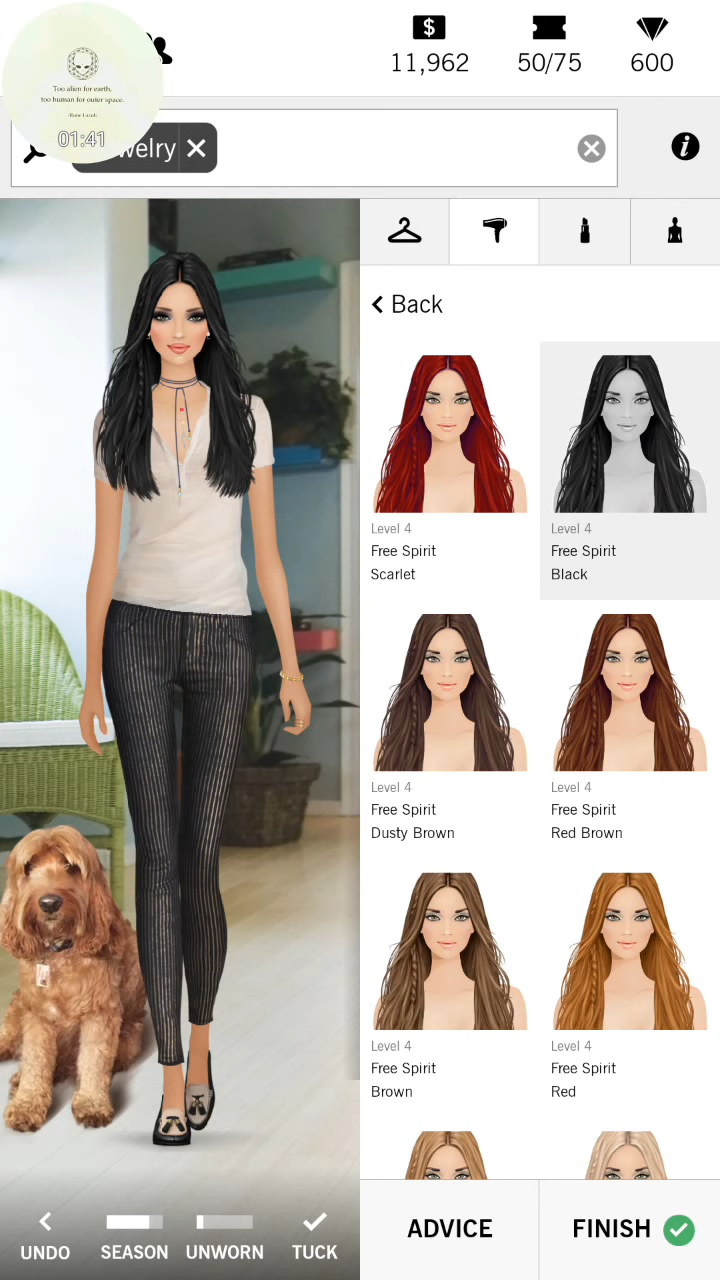 $
11,962
50/75
600
Too alien for earth,
too human for outer space.
01:41
welry
Back
Level 4
Free Spirit
Scarlet
Level 4
Free Spirit
Black
Level 4
Free Spirit
Dusty Brown
Level 4
Free Spirit
Red Brown
Level 4
Free Spirit
Brown
Level 4
Free Spirit
Red
UNDO
SEASON
UNWORN
TUCK
ADVICE
FINISH